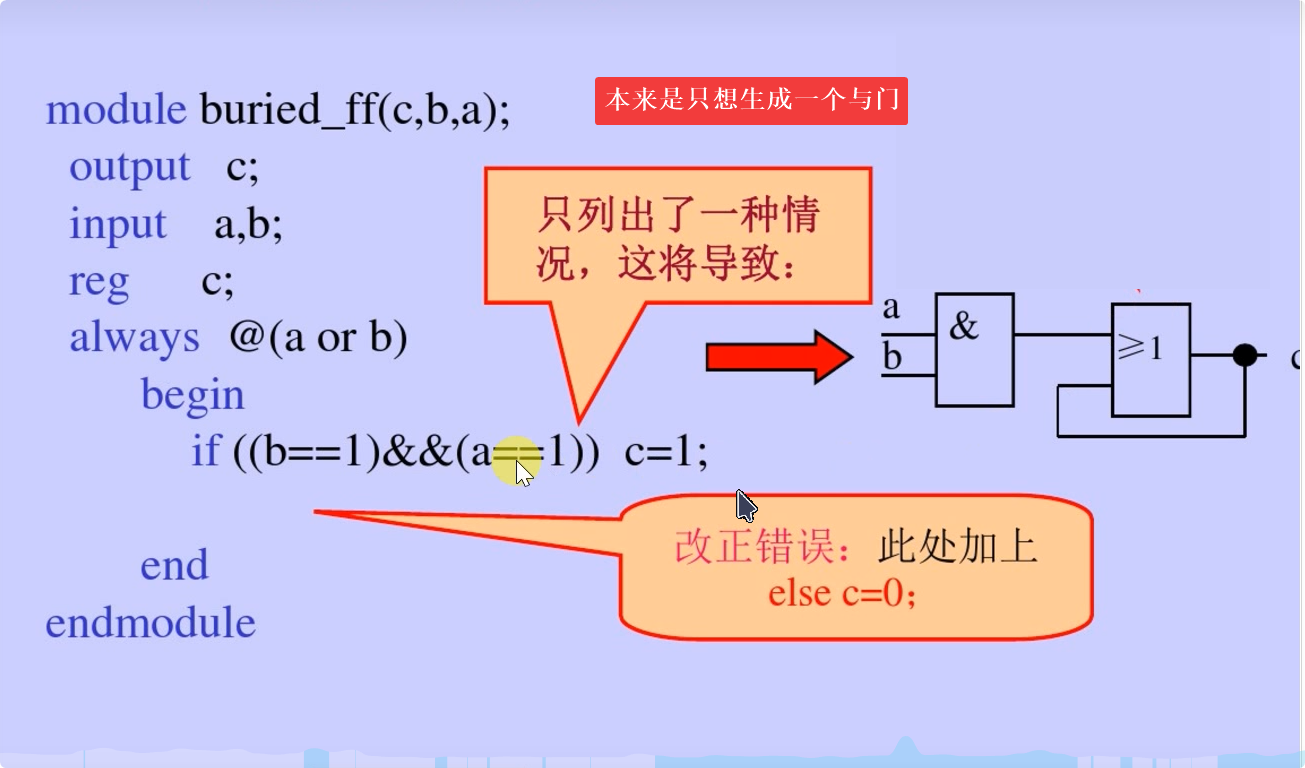 本来是只想生成一个与门
module buried_ff(c,b,a);
output c;
input a,b;
reg c;
always @(a or b)
begin
if ((b==1)&&(a==1)) c=1;
end
endmodule
只列出了一种情
况，这将导致：
a
b
&
≥1
c
改正错误：此处加上
else c=0；